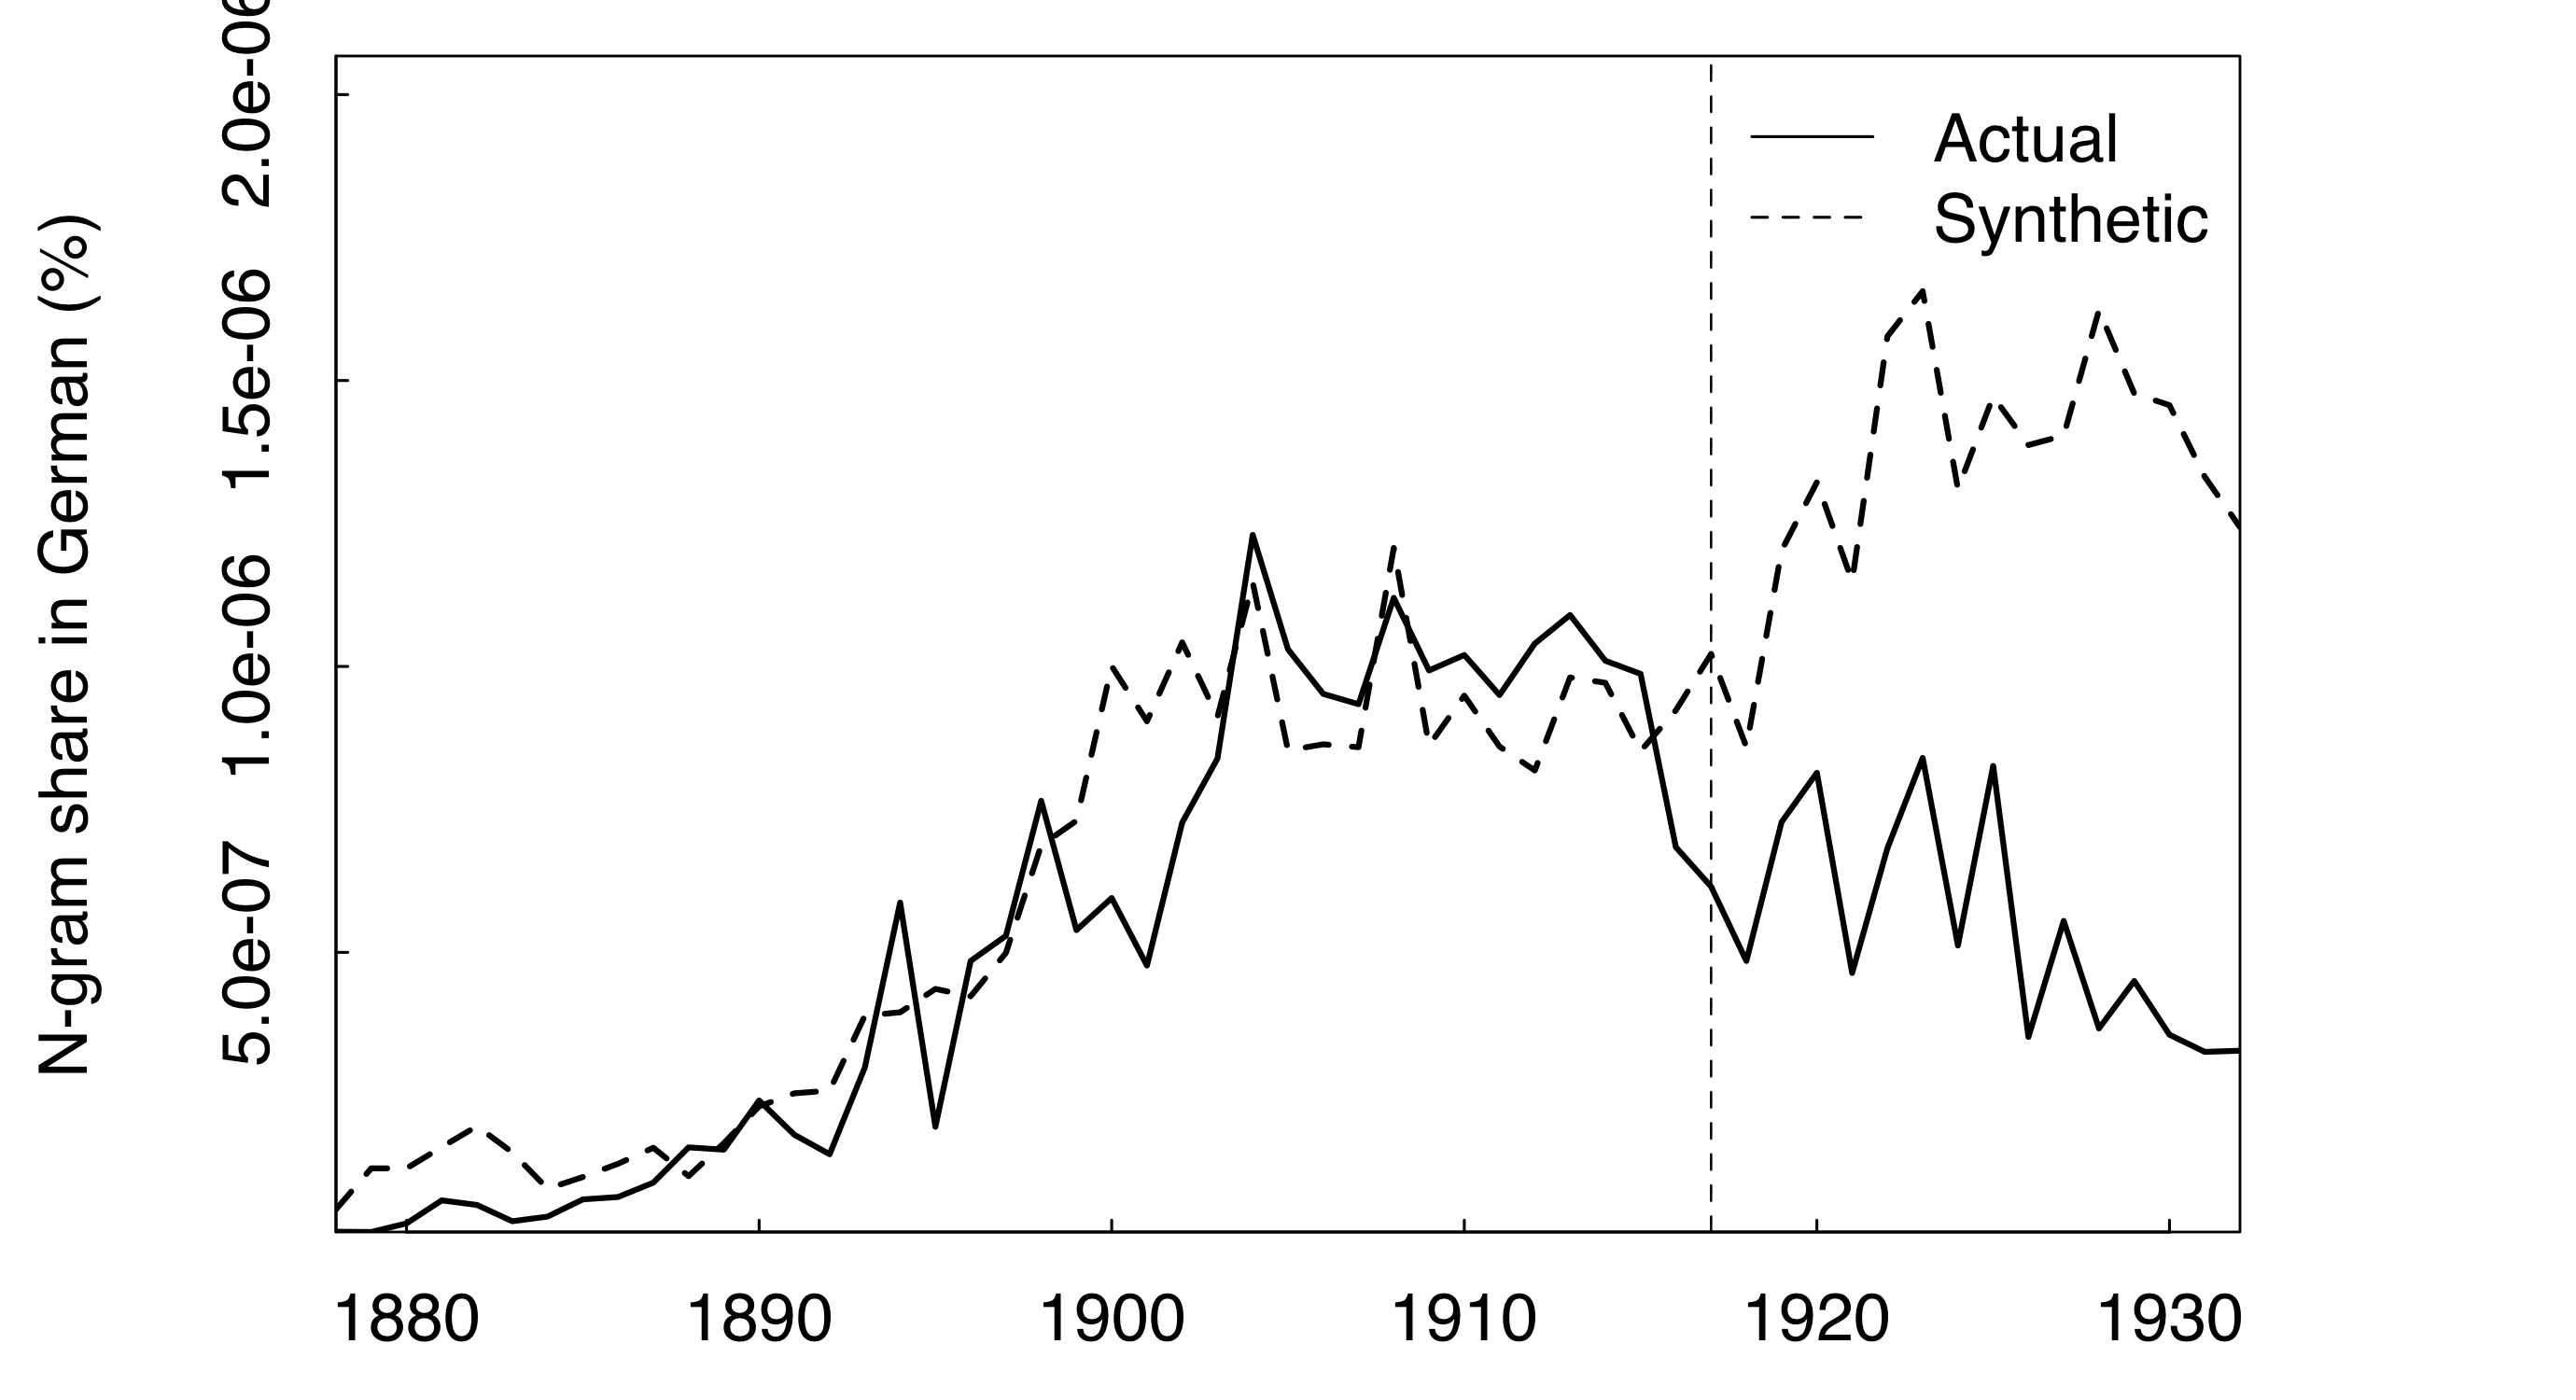 N-gram share in German (%)
2.0e-06
1.5e-06
1.0e-06
5.0e-07
Actual
Synthetic
1880 1890 1900 1910 1920 1930